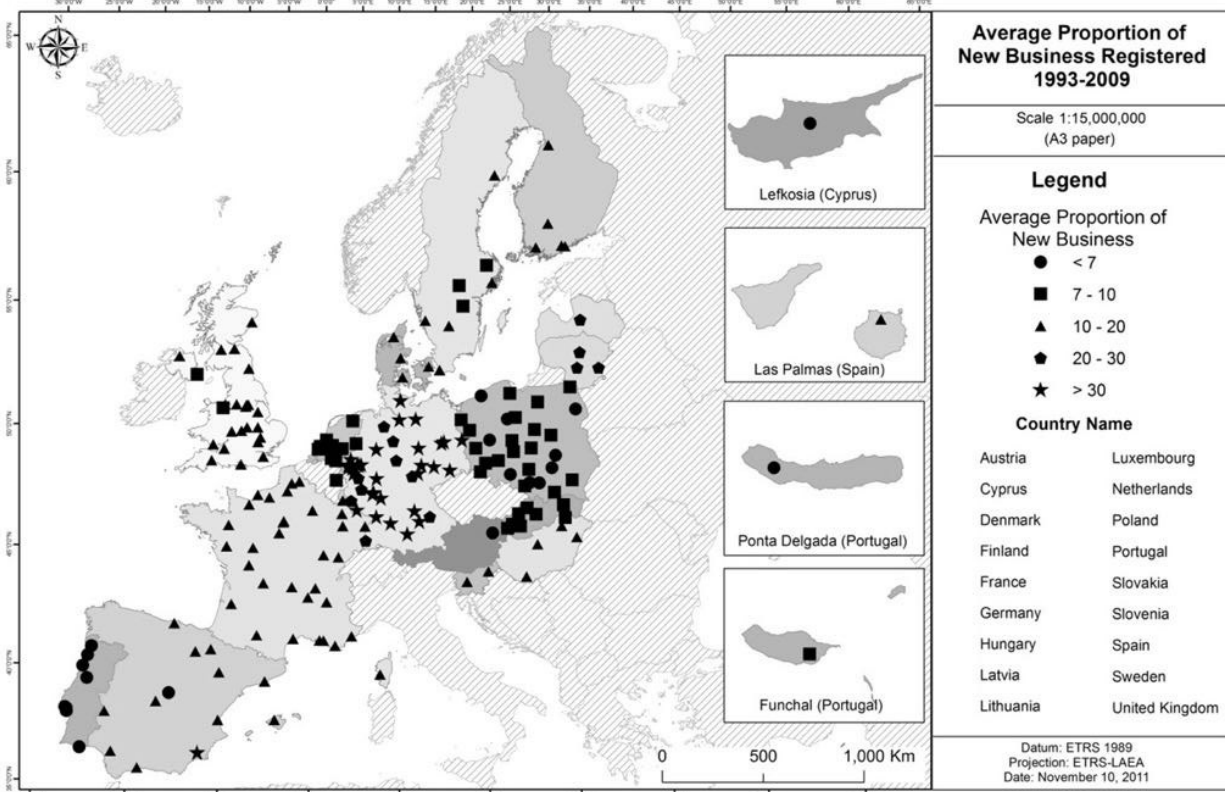 N
W E
S
Lefkosia (Cyprus)
Las Palmas (Spain)
Ponta Delgada (Portugal)
Funchal (Portugal)
0 500 1,000 Km
Average Proportion of
New Business Registered
1993-2009
Scale 1:15,000,000
(A3 paper)
Legend
Average Proportion of
New Business
< 7
7 - 10
10 - 20
20 - 30
> 30
Country Name
Austria Luxembourg
Cyprus Netherlands
Denmark Poland
Finland Portugal
France Slovakia
Germany Slovenia
Hungary Spain
Latvia Sweden
Lithuania United Kingdom
Datum: ETRS 1989
Projection: ETRS-LAEA
Date: November 10, 2011